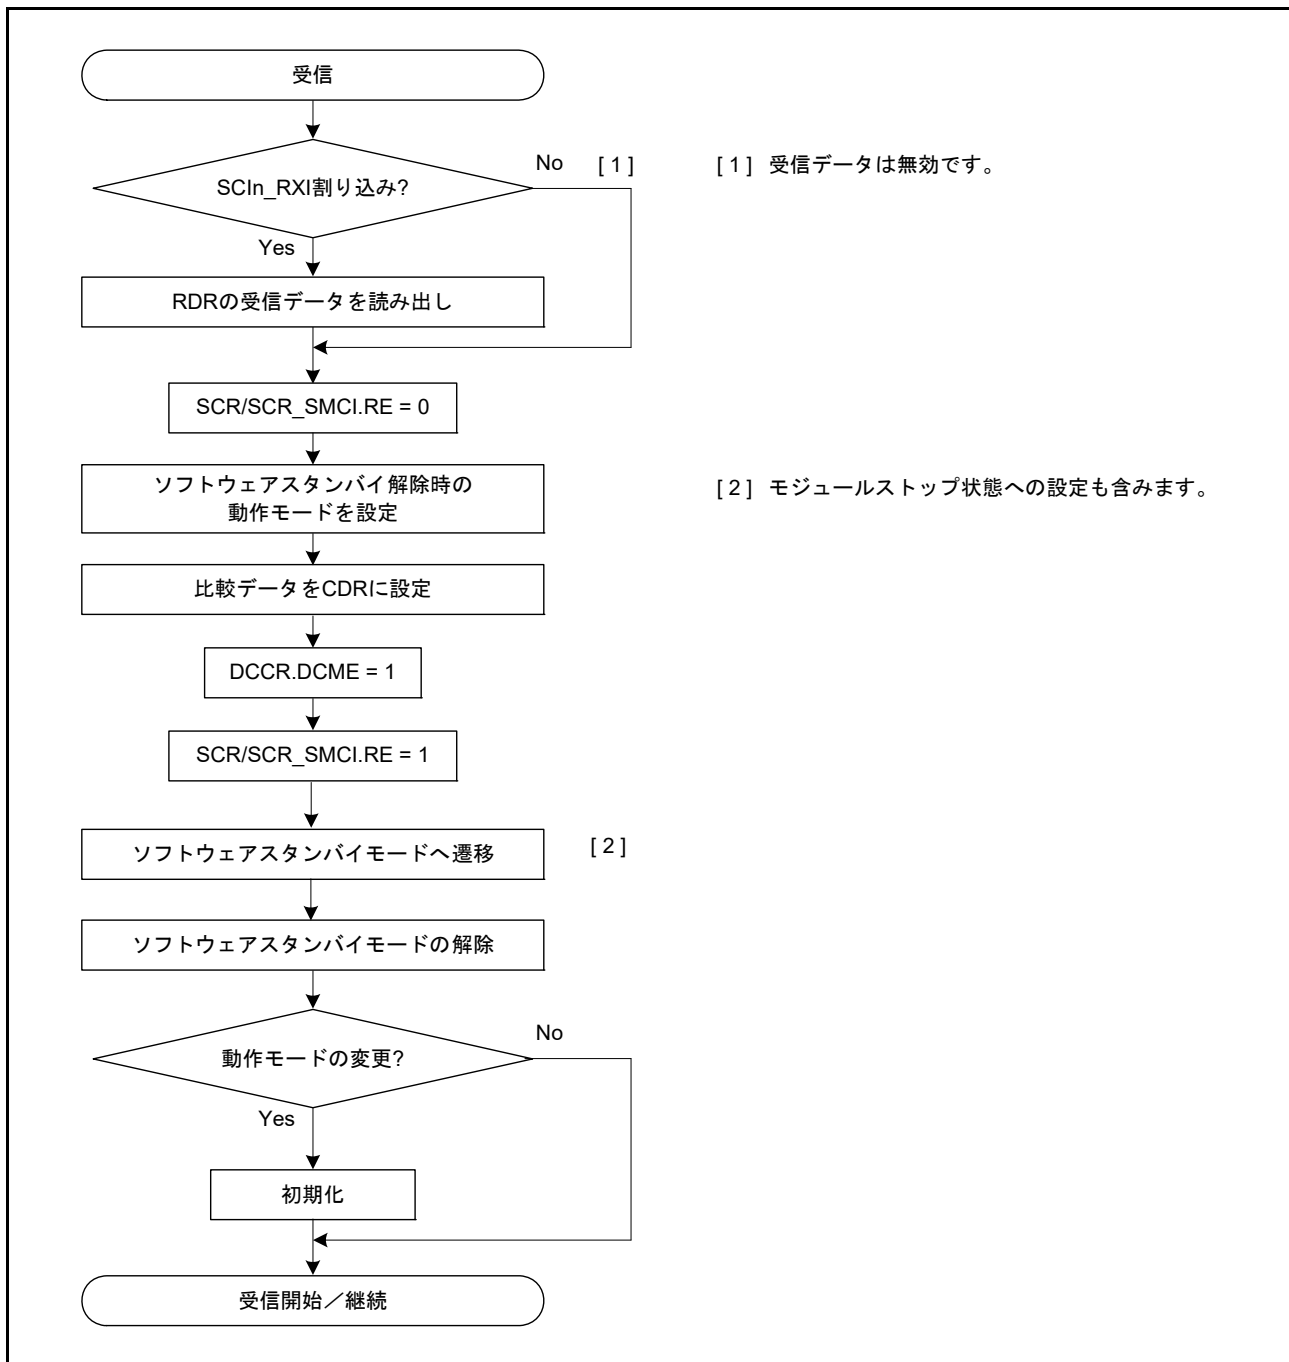 受信
SCIn_RXI割り込み?
No
[ 1 ]
[ 1 ] 受信データは無効です。
Yes
RDRの受信データを読み出し
SCR/SCR_SMCI.RE = 0
ソフトウェアスタンバイ解除時の
動作モードを設定
[ 2 ] モジュールストップ状態への設定も含みます。
比較データをCDRに設定
DCCR.DCME = 1
SCR/SCR_SMCI.RE = 1
ソフトウェアスタンバイモードへ遷移
[ 2 ]
ソフトウェアスタンバイモードの解除
動作モードの変更?
No
Yes
初期化
受信開始／継続